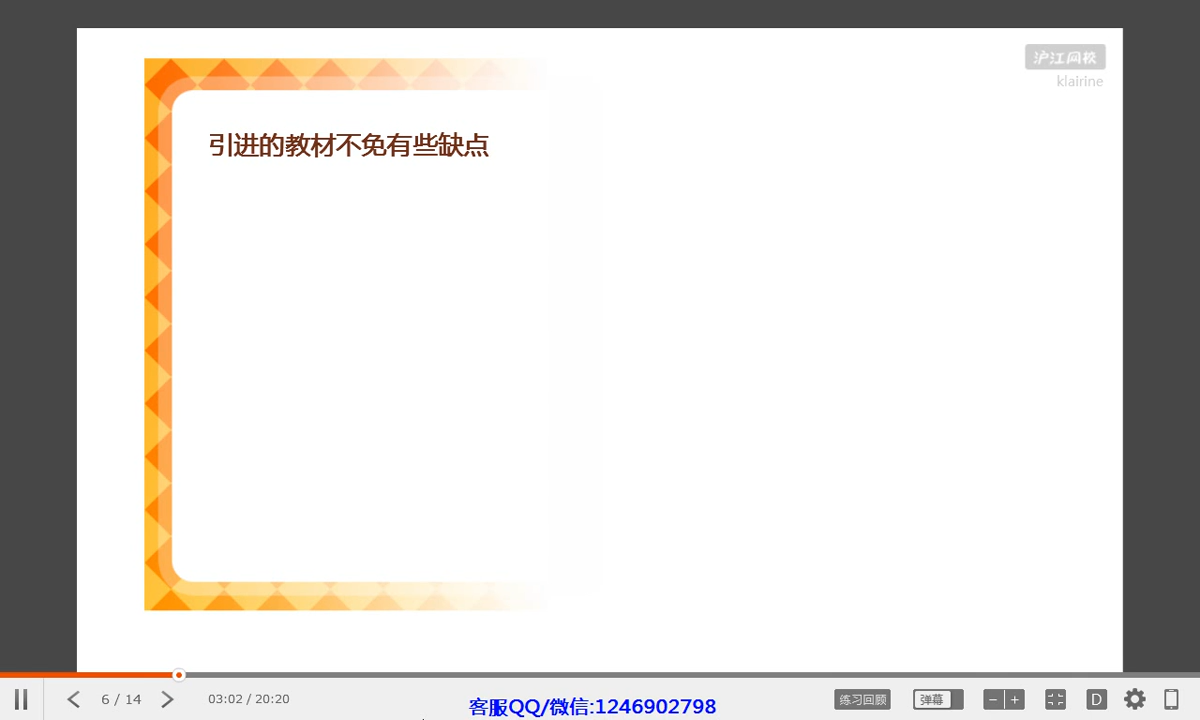 沪江网校
klairine
引进的教材不免有些缺点
6 / 14
03:02 / 20:20
客服QQ/微信:1246902798
练习回顾
弹幕
D